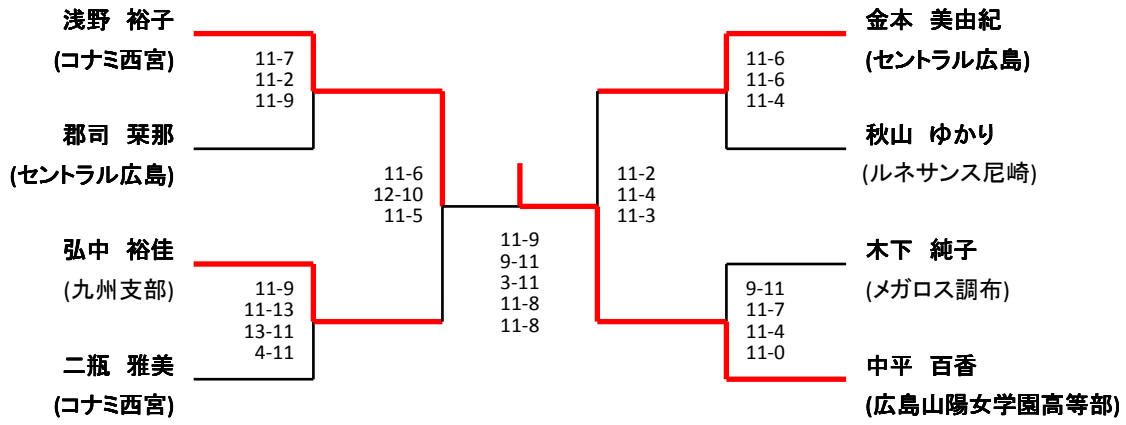 浅野　裕子
(コナミ西宮)
11-7
11-2
11-9
郡司　栞那
(セントラル広島)
11-6
12-10
11-5
弘中　裕佳
(九州支部)
11-9
11-13
13-11
4-11
二瓶　雅美
(コナミ西宮)
11-9
9-11
3-11
11-8
11-8
金本　美由紀
(セントラル広島)
11-6
11-6
11-4
秋山　ゆかり
(ルネサンス尼崎)
11-2
11-4
11-3
木下　純子
(メガロス調布)
9-11
11-7
11-4
11-0
中平　百香
(広島山陽女学園高等部)